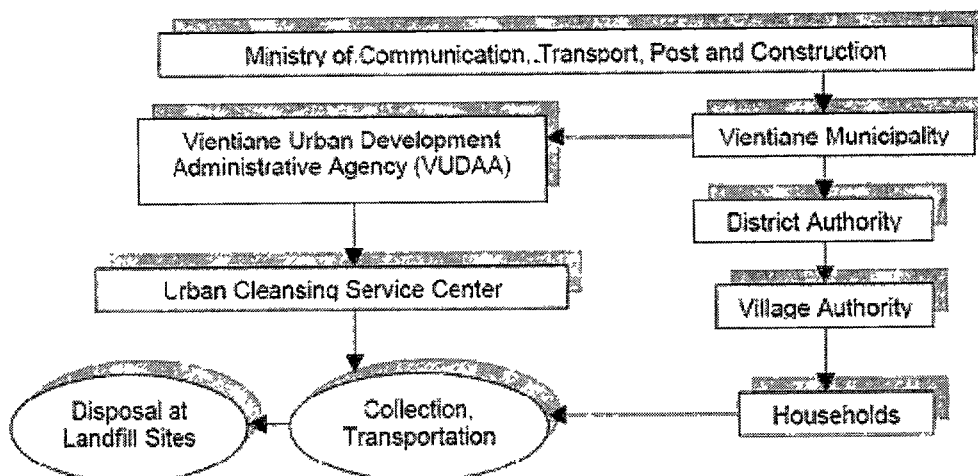 Ministry of Communication, Transport, Post and Construction
Vientiane Urban Development
Administrative Agency (VUDAA)
Vientiane Municipality
District Authority
Urban Cleansing Service Center
Village Authority
Disposal at
Landfill Sites
Collection,
Transportation
Households